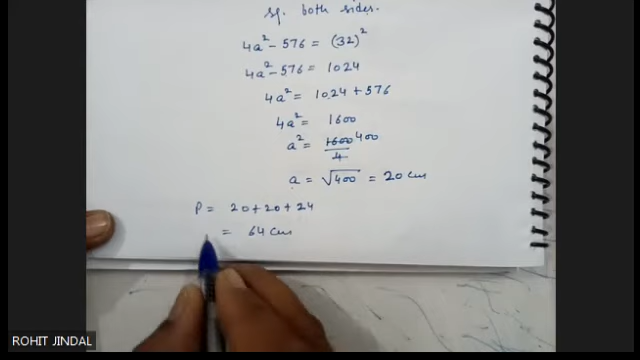 sq. both sides.
4a² - 576 = (32)²
4a² - 576 = 1024
4a² = 1024 + 576
4a² = 1600
a² = 1600/4 400
a = √400 = 20 cm
P = 20 + 20 + 24
= 64 cm
ROHIT JINDAL